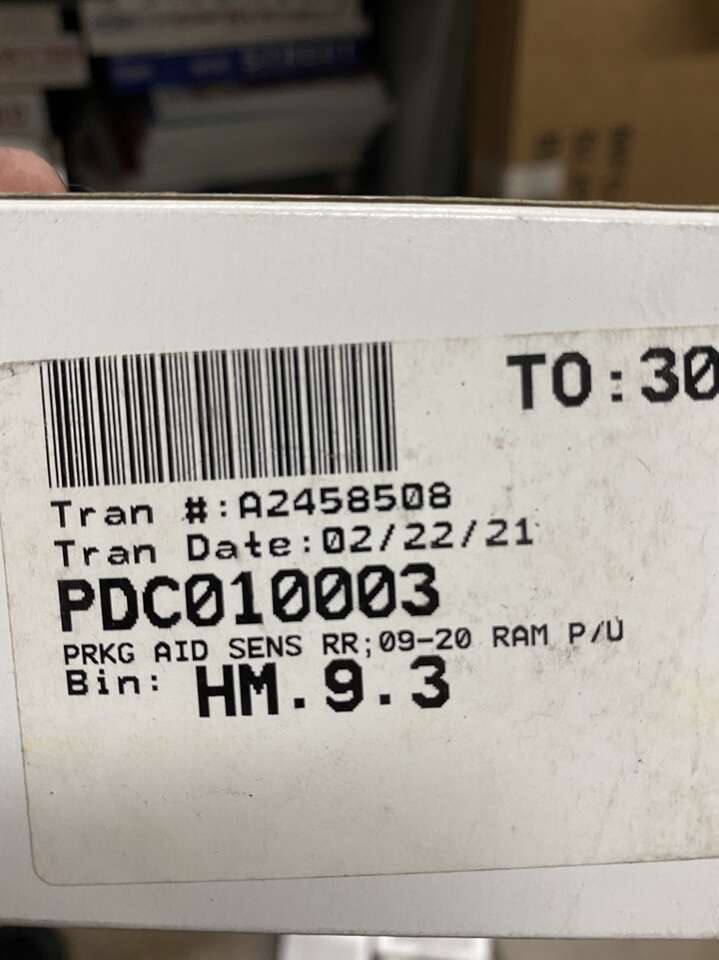 TO:30
Tran #:A2458508
Tran Date:02/22/21
PDC010003
PRKG AID SENS RR;09-20 RAM P/U
Bin: HM.9.3